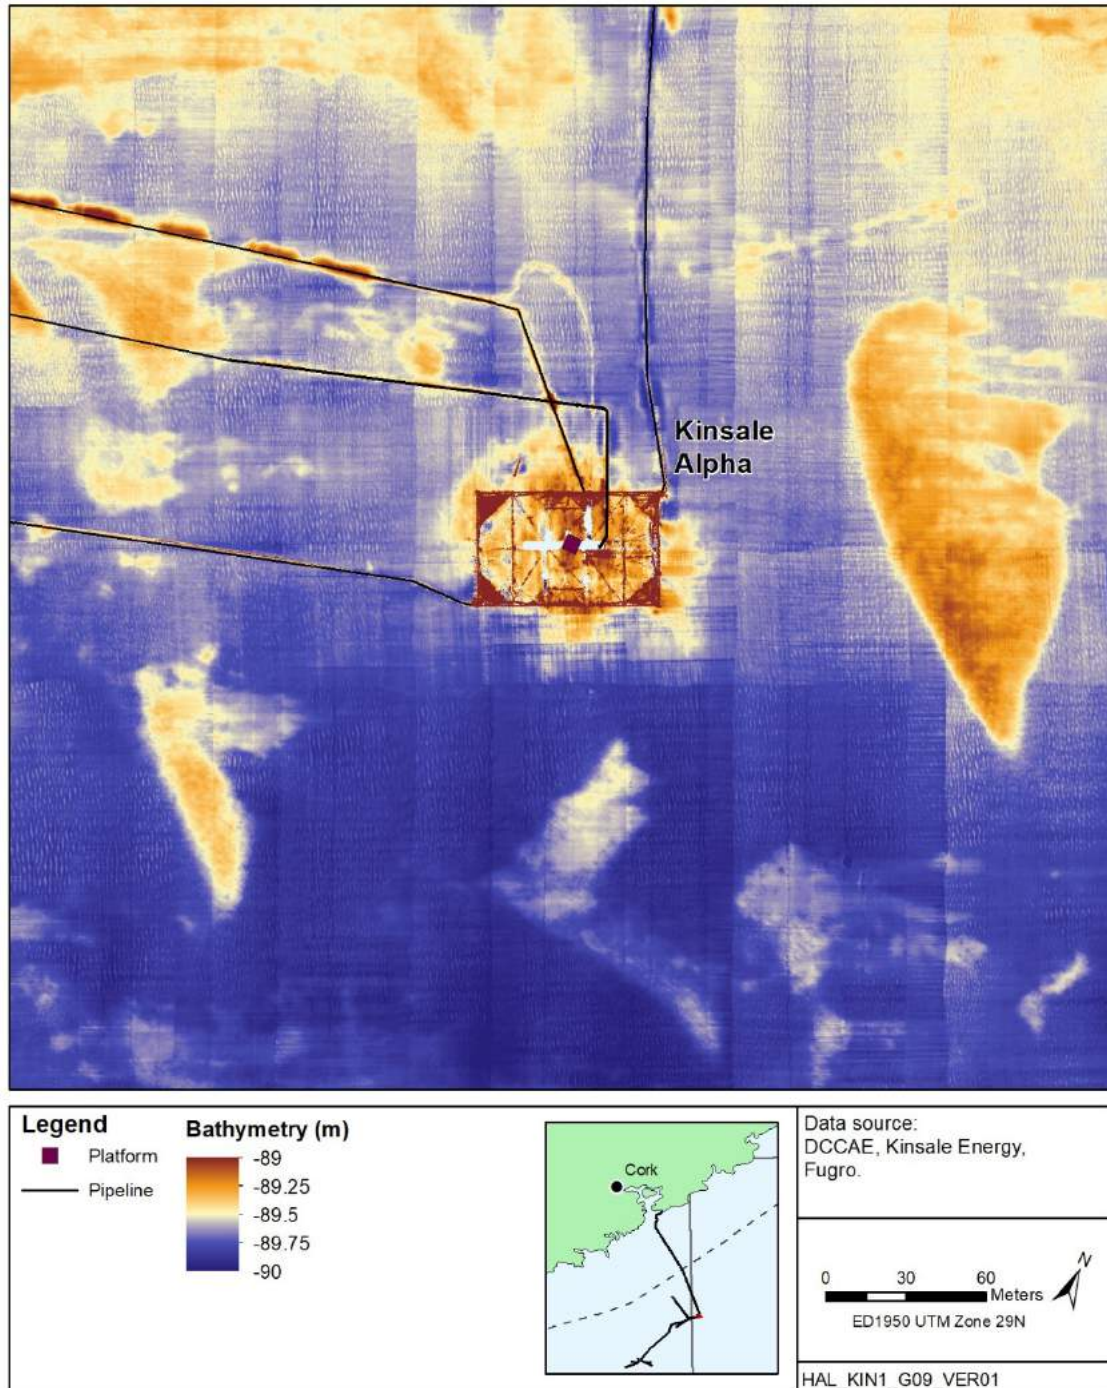 Kinsale
Alpha
Legend
Platform
Pipeline
Bathymetry (m)
-89
-89.25
-89.5
-89.75
-90
Cork
Data source:
DCCAE, Kinsale Energy,
Fugro.
N
0 30 60
Meters
ED1950 UTM Zone 29N
HAL_KIN1_G09_VER01